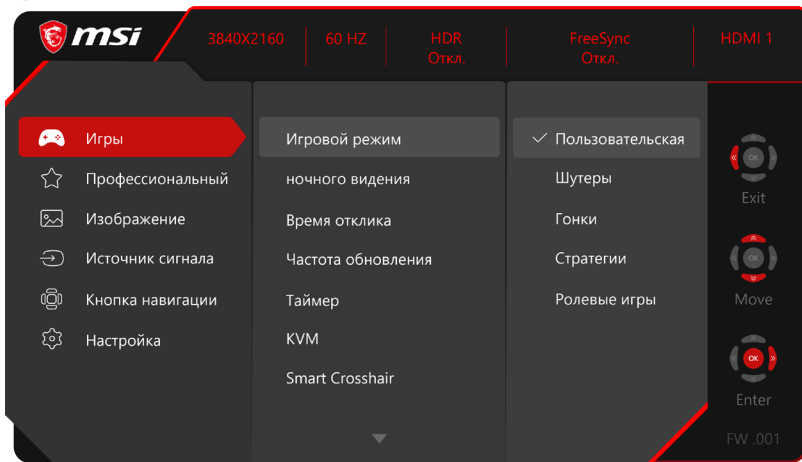 msi
3840X2160
60 HZ
HDR
Откл.
FreeSync
Откл.
HDMI 1
Игры
Профессиональный
Изображение
Источник сигнала
Кнопка навигации
Настройка
Игровой режим
ночного видения
Время отклика
Частота обновления
Таймер
KVM
Smart Crosshair
Пользовательская
Шутеры
Гонки
Стратегии
Ролевые игры
OK
Exit
OK
Move
OK
Enter
FW .001